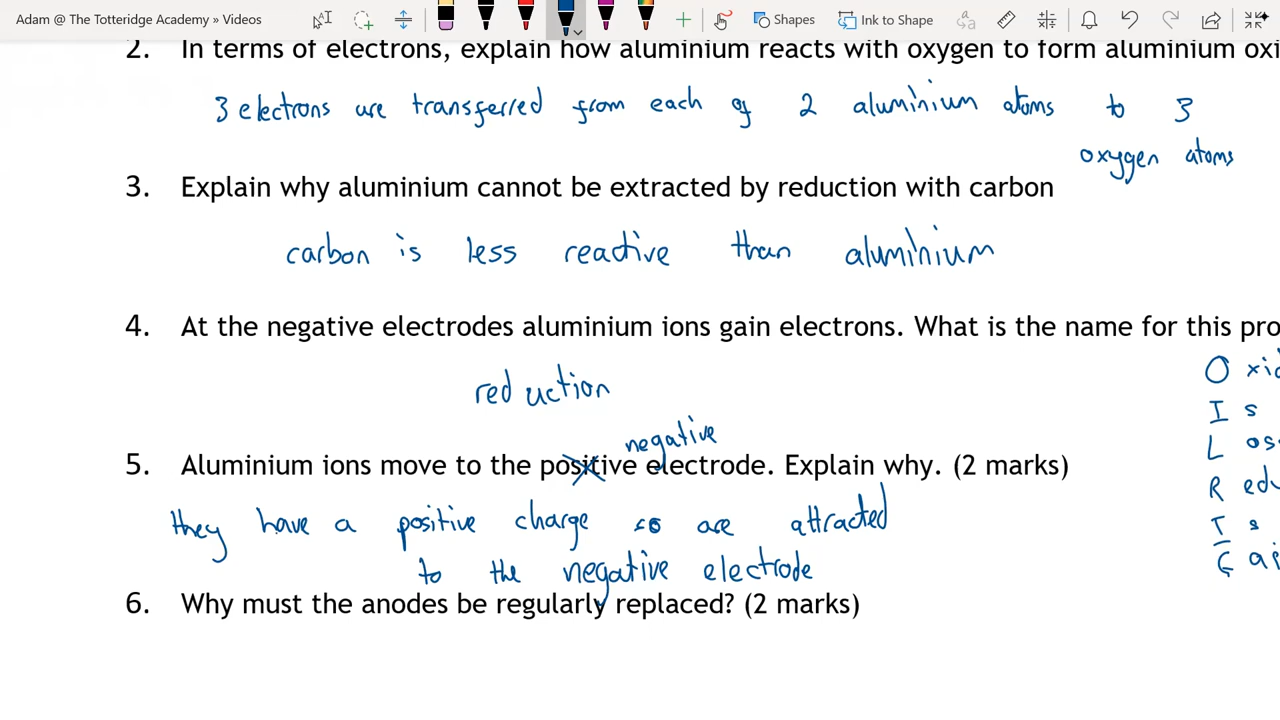 Adam @ The Totteridge Academy » Videos
Shapes
Ink to Shape
2. In terms of electrons, explain how aluminium reacts with oxygen to form aluminium oxi
3 electrons are transferred from each of 2 aluminium atoms to 3
oxygen atoms
3. Explain why aluminium cannot be extracted by reduction with carbon
carbon is less reactive than aluminium
4. At the negative electrodes aluminium ions gain electrons. What is the name for this pro
reduction
O xid
I s
L oss
R edu
I s
G ai
negative
5. Aluminium ions move to the positive electrode. Explain why. (2 marks)
they have a positive charge so are attracted
to the negative electrode
6. Why must the anodes be regularly replaced? (2 marks)